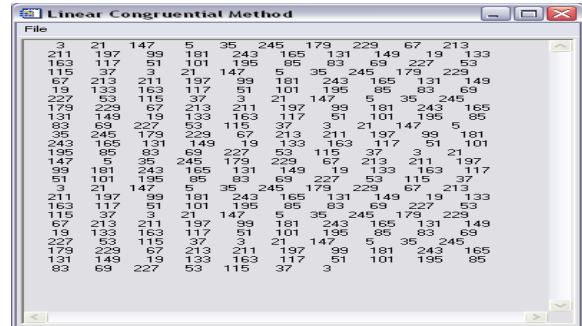 Linear Congruential Method
File
3 21 147 5 35 245 179 229 67 213
211 197 99 181 243 165 131 149 19 133
163 117 51 101 195 85 83 69 227 53
115 37 3 21 147 5 35 245 179 229
67 213 211 197 99 181 243 165 131 149
19 133 163 117 51 101 195 85 83 69
227 53 115 37 3 21 147 5 35 245
179 229 67 213 211 197 99 181 243 165
131 149 19 133 163 117 51 101 195 85
83 69 227 53 115 37 3 21 147 5
35 245 179 229 67 213 211 197 99 181
243 165 131 149 19 133 163 117 51 101
195 85 83 69 227 53 115 37 3 21
147 5 35 245 179 229 67 213 211 197
99 181 243 165 131 149 19 133 163 117
51 101 195 85 83 69 227 53 115 37
3 21 147 5 35 245 179 229 67 213
211 197 99 181 243 165 131 149 19 133
163 117 51 101 195 85 83 69 227 53
115 37 3 21 147 5 35 245 179 229
67 213 211 197 99 181 243 165 131 149
19 133 163 117 51 101 195 85 83 69
227 53 115 37 3 21 147 5 35 245
179 229 67 213 211 197 99 181 243 165
131 149 19 133 163 117 51 101 195 85
83 69 227 53 115 37 3